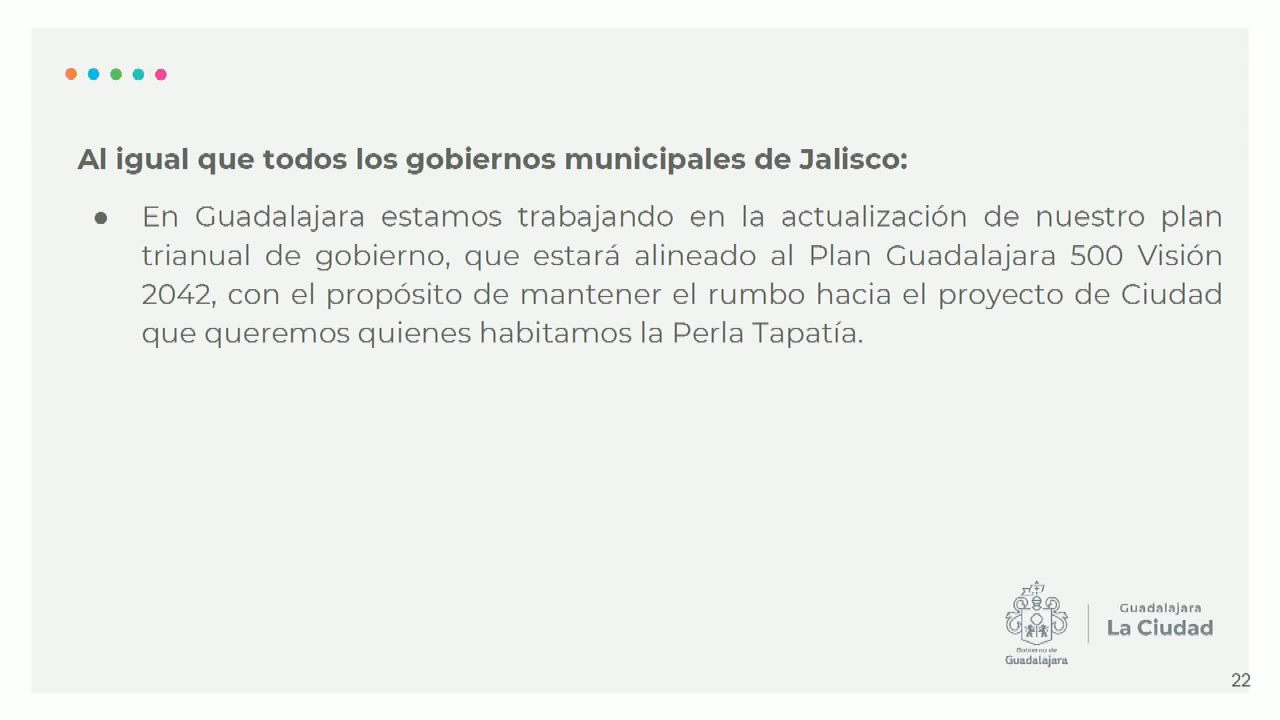 Al igual que todos los gobiernos municipales de Jalisco:
● En Guadalajara estamos trabajando en la actualización de nuestro plan
trianual de gobierno, que estará alineado al Plan Guadalajara 500 Visión
2042, con el propósito de mantener el rumbo hacia el proyecto de Ciudad
que queremos quienes habitamos la Perla Tapatía.
Gobierno de
Guadalajara
Guadalajara
La Ciudad
22